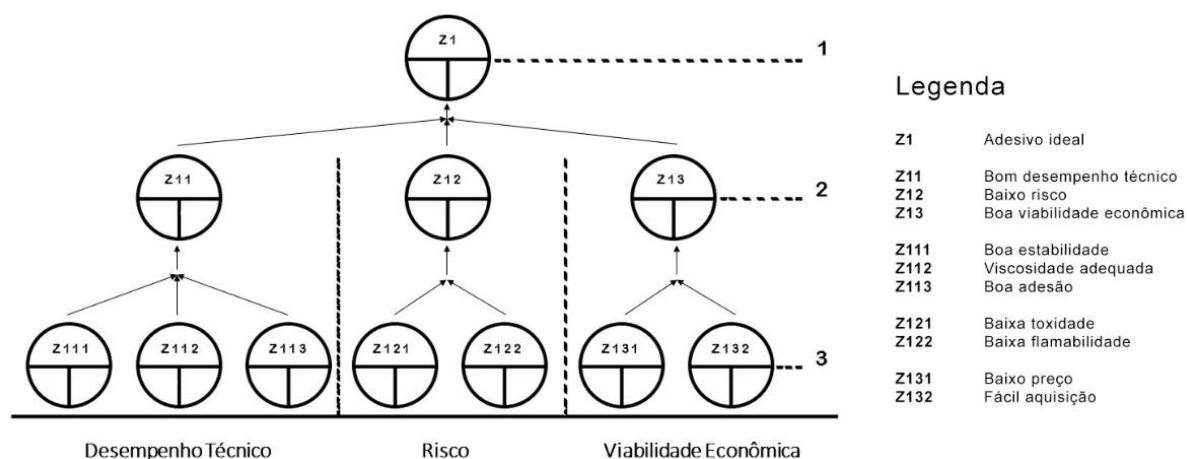 Z1
1
Z11
Z12
Z13
2
Z111
Z112
Z113
Z121
Z122
Z131
Z132
3
Desempenho Técnico
Risco
Viabilidade Econômica
Legenda
Z1 Adesivo ideal
Z11 Bom desempenho técnico
Z12 Baixo risco
Z13 Boa viabilidade econômica
Z111 Boa estabilidade
Z112 Viscosidade adequada
Z113 Boa adesão
Z121 Baixa toxidade
Z122 Baixa flamabilidade
Z131 Baixo preço
Z132 Fácil aquisição